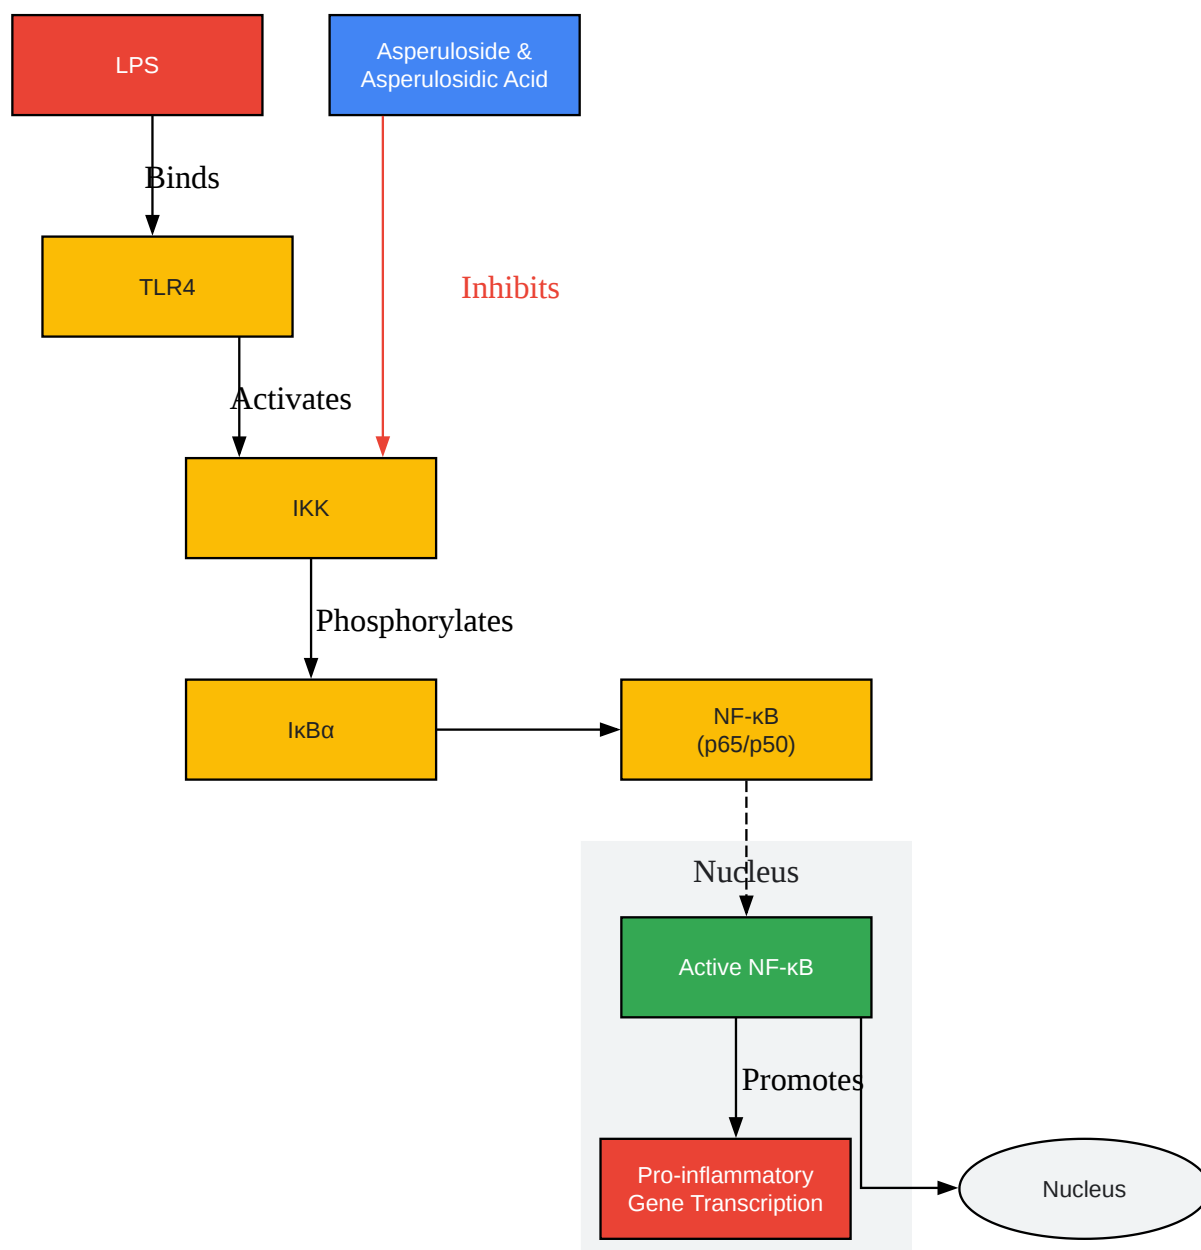 LPS
Asperuloside &
Asperulosidic Acid
Binds
TLR4
Inhibits
Activates
IKK
Phosphorylates
IκBα
NF-κB
(p65/p50)
Nucleus
Active NF-κB
Promotes
Pro-inflammatory
Gene Transcription
Nucleus